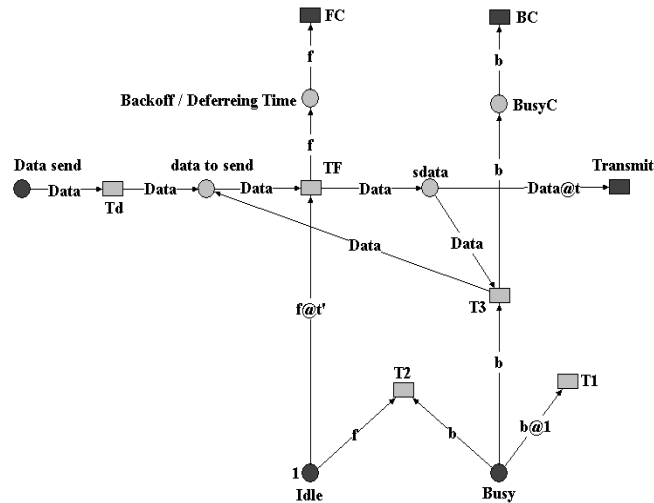 FC
BC
f
b
Backoff / Deferreing Time
BusyC
f
b
Data send
data to send
TF
sdata
Transmit
Data
Data
Data
Data
Data@t
Td
Data
Data
T3
f@t'
b
T2
T1
f
b
b@1
1
Idle
Busy